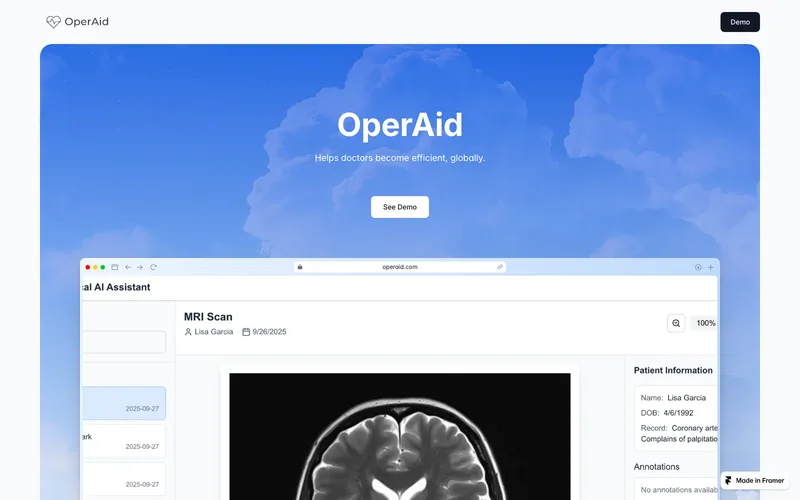 OperAid
Demo
OperAid
Helps doctors become efficient, globally.
See Demo
operaid.com
cal AI Assistant
MRI Scan
Lisa Garcia
9/26/2025
100%
2025-09-27
ark
2025-09-27
2025-09-27
Patient Information
Name: Lisa Garcia
DOB: 4/6/1992
Record: Coronary arte
Complains of palpitatio
Annotations
No annotations availab
Made in Framer